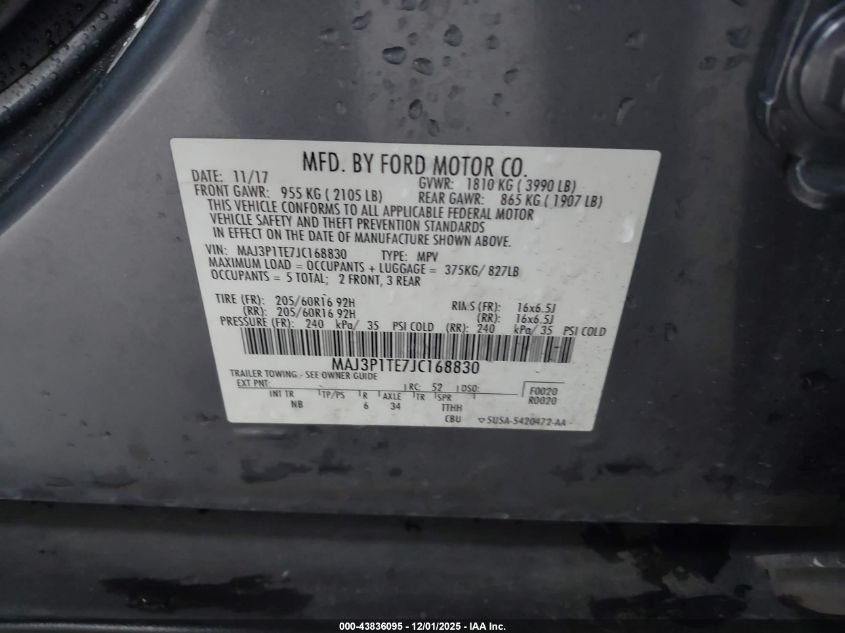 MFD. BY FORD MOTOR CO.
DATE: 11/17 GVWR: 1810 KG ( 3990 LB)
FRONT GAWR: 955 KG ( 2105 LB) REAR GAWR: 865 KG ( 1907 LB)
THIS VEHICLE CONFORMS TO ALL APPLICABLE FEDERAL MOTOR
VEHICLE SAFETY AND THEFT PREVENTION STANDARDS
IN EFFECT ON THE DATE OF MANUFACTURE SHOWN ABOVE.
VIN: MAJ3P1TE7JC168830 TYPE: MPV
MAXIMUM LOAD = OCCUPANTS + LUGGAGE = 375KG/ 827LB
OCCUPANTS = 5 TOTAL; 2 FRONT, 3 REAR
TIRE (FR): 205/60R16 92H RIMS (FR): 16x6.5J
(RR): 205/60R16 92H (RR): 16x6.5J
PRESSURE (FR): 240 kPa/ 35 PSI COLD (RR): 240 kPa/ 35 PSI COLD
MAJ3P1TE7JC168830
TRAILER TOWING - SEE OWNER GUIDE
EXT PNT: RC: 52 DSO: F0020
INT TR TP/PS R AXLE TR SPR R0020
NB 6 34 TTHH
CBU SUSA-5420472-AA
000-43836095 - 12/01/2025 - IAA Inc.